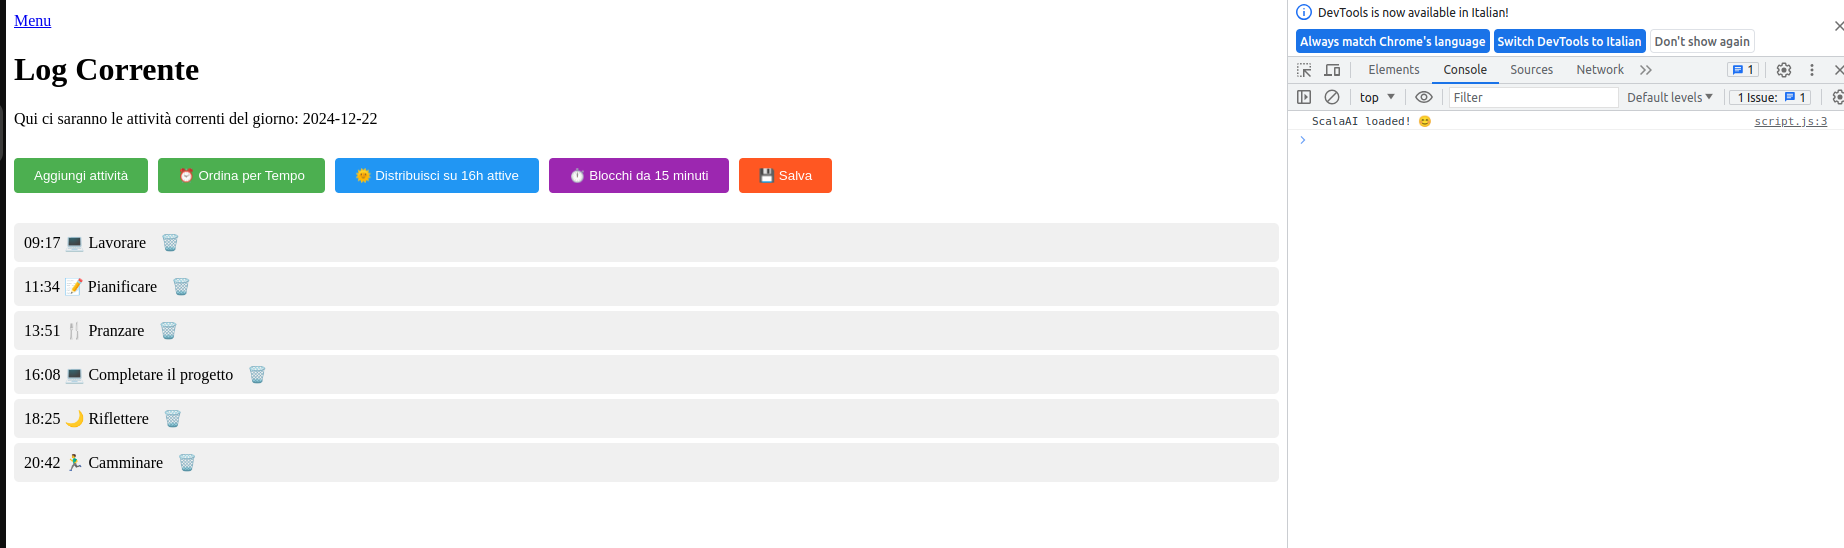 Menu
Log Corrente
Qui ci saranno le attività correnti del giorno: 2024-12-22
Aggiungi attività
⏰ Ordina per Tempo
🌞 Distribuisci su 16h attive
⏱️ Blocchi da 15 minuti
💾 Salva
09:17 💻 Lavorare 🗑️
11:34 📝 Pianificare 🗑️
13:51 🍴 Pranzare 🗑️
16:08 💻 Completare il progetto 🗑️
18:25 🌙 Riflettere 🗑️
20:42 🏃‍♂️ Camminare 🗑️
DevTools is now available in Italian!
Always match Chrome's language
Switch DevTools to Italian
Don't show again
Elements
Console
Sources
Network
1
top
Filter
Default levels
1 Issue: 1
ScalaAI loaded! 😊
script.js:3